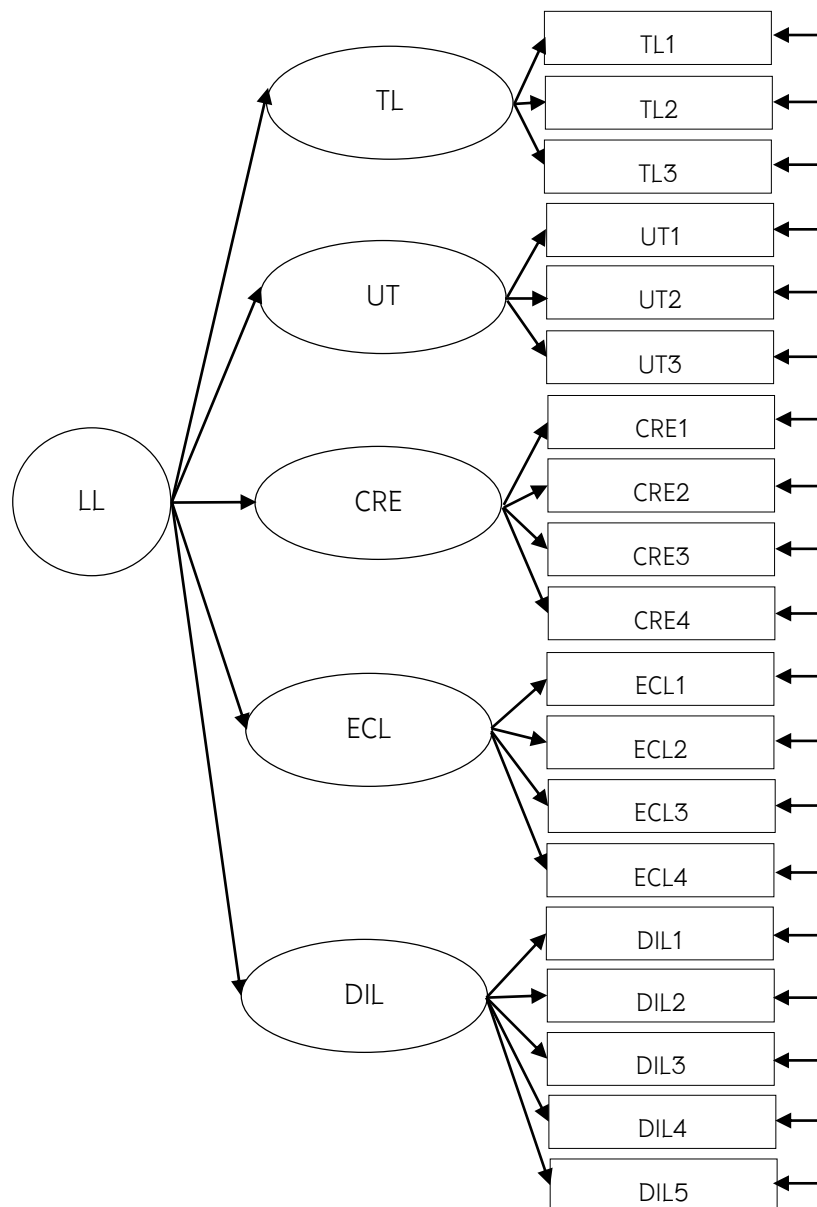 TL1
TL
TL2
TL3
UT1
UT
UT2
UT3
CRE1
LL
CRE
CRE2
CRE3
CRE4
ECL1
ECL
ECL2
ECL3
ECL4
DIL1
DIL
DIL2
DIL3
DIL4
DIL5